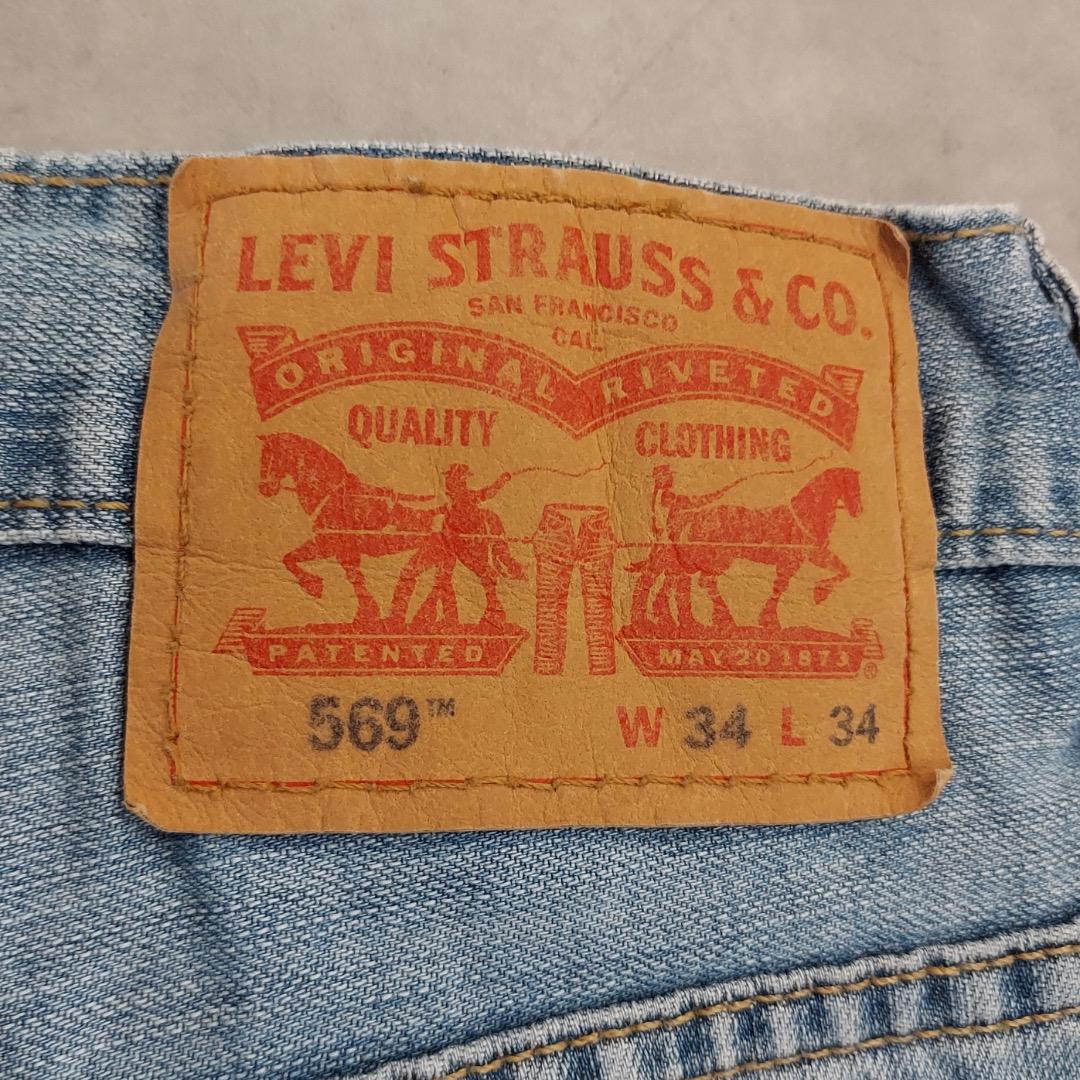 LEVI STRAUSS & CO.
SAN FRANCISCO
CAL.
ORIGINAL RIVETED
QUALITY CLOTHING
PATENTED MAY 20 1873 ®
569™ W 34 L 34